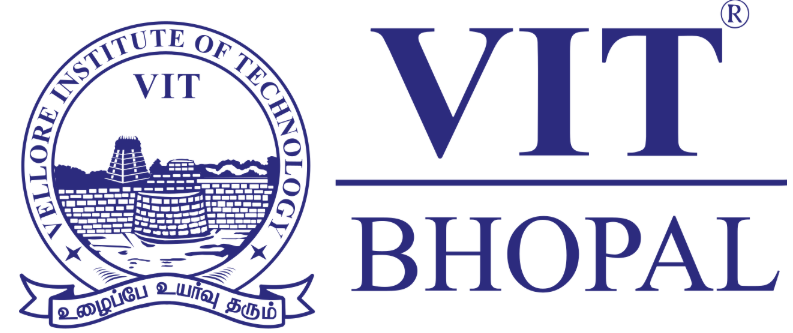 VELLORE INSTITUTE OF TECHNOLOGY
VIT
உழைப்பே உயர்வு தரும்
VIT®
BHOPAL